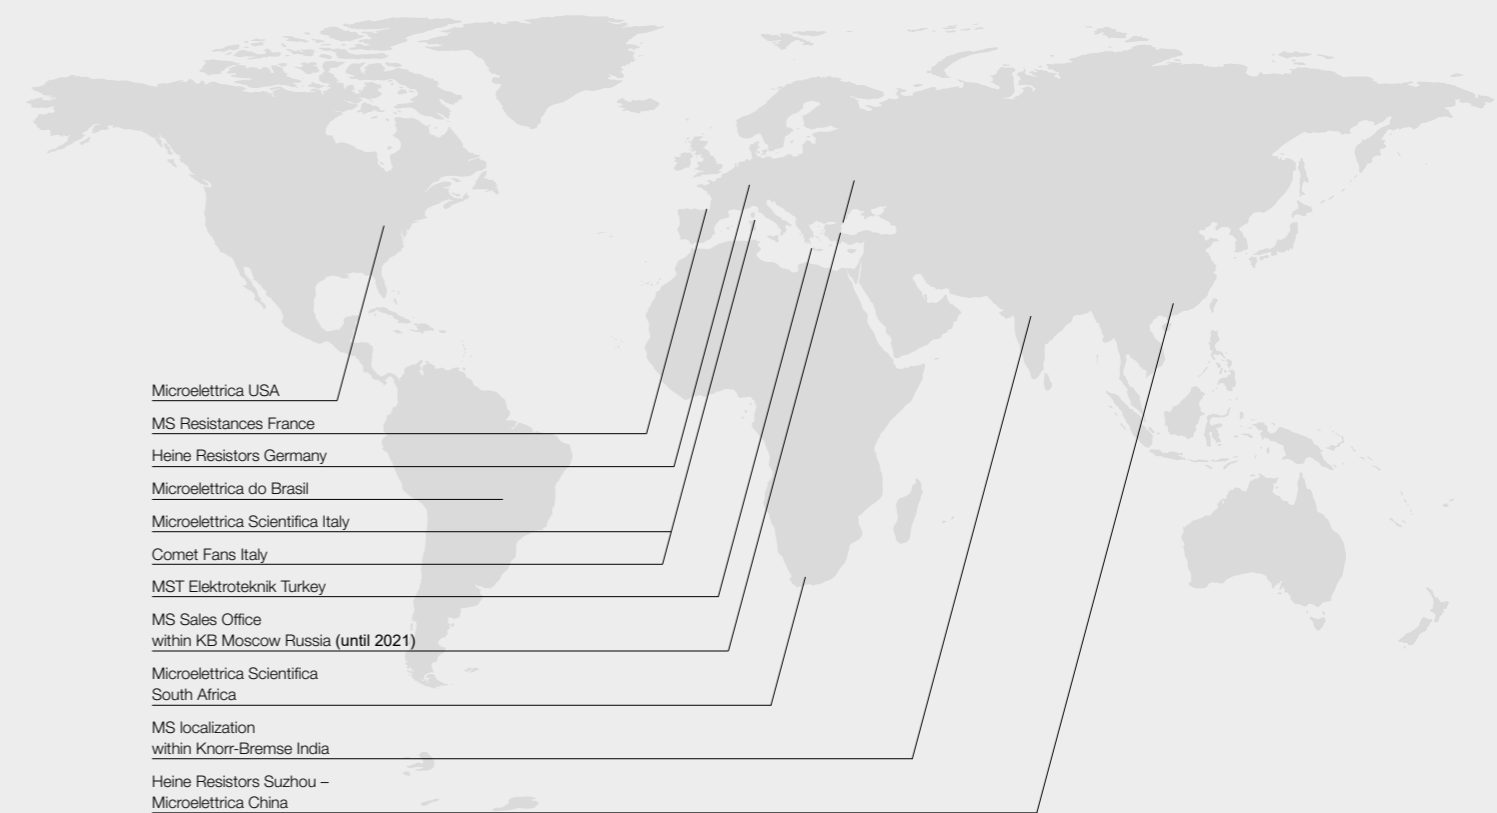 Microelettrica USA
MS Resistances France
Heine Resistors Germany
Microelettrica do Brasil
Microelettrica Scientifica Italy
Comet Fans Italy
MST Elektroteknik Turkey
MS Sales Office
within KB Moscow Russia (until 2021)
Microelettrica Scientifica
South Africa
MS localization
within Knorr-Bremse India
Heine Resistors Suzhou –
Microelettrica China